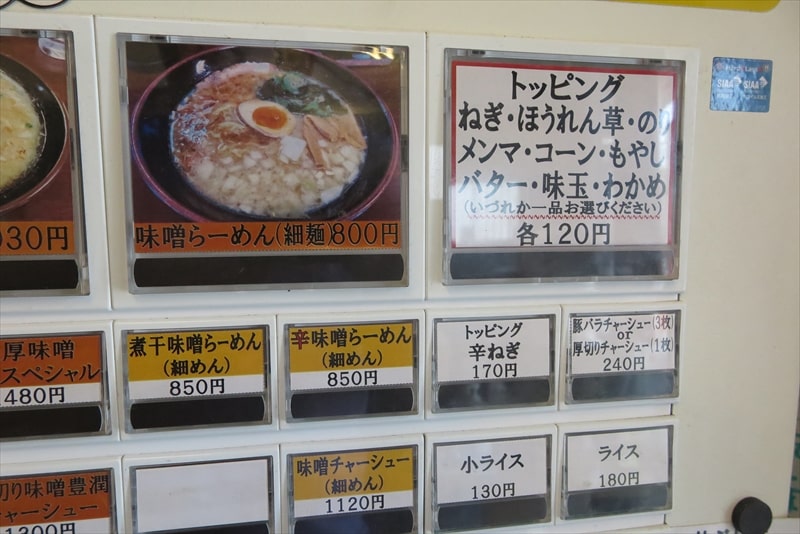 930円
味噌らーめん(細麺)800円
トッピング
ねぎ・ほうれん草・のり
メンマ・コーン・もやし
バター・味玉・わかめ
(いづれか一品お選びください)
各120円
SIAA SIAA
厚味噌
スペシャル
1480円
煮干味噌らーめん
(細めん)
850円
辛味噌らーめん
(細めん)
850円
トッピング
辛ねぎ
170円
豚バラチャーシュー(3枚)
or
厚切りチャーシュー(1枚)
240円
切り味噌豊潤
チャーシュー
1300円
味噌チャーシュー
(細めん)
1120円
小ライス
130円
ライス
180円